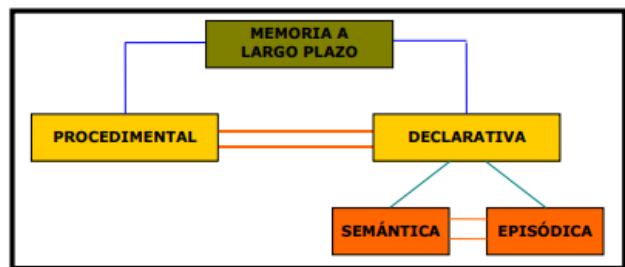 MEMORIA A
LARGO PLAZO
PROCEDIMENTAL
DECLARATIVA
SEMÁNTICA
EPISÓDICA